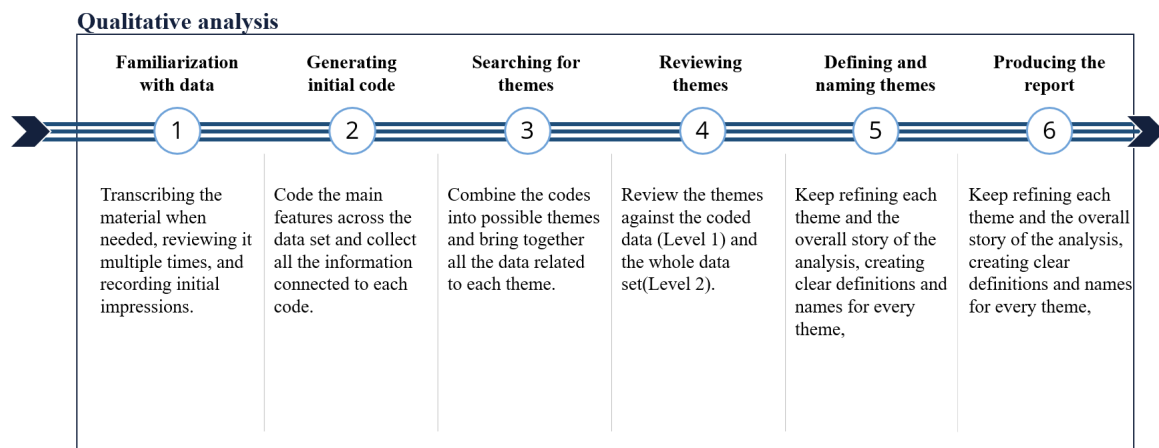 Qualitative analysis
Familiarization
with data
Generating
initial code
Searching for
themes
Reviewing
themes
Defining and
naming themes
Producing the
report
1
2
3
4
5
6
Transcribing the
material when
needed, reviewing it
multiple times, and
recording initial
impressions.
Code the main
features across the
data set and collect
all the information
connected to each
code.
Combine the codes
into possible themes
and bring together
all the data related
to each theme.
Review the themes
against the coded
data (Level 1) and
the whole data
set(Level 2).
Keep refining each
theme and the
overall story of the
analysis, creating
clear definitions and
names for every
theme,
Keep refining each
theme and the overall
story of the analysis,
creating clear
definitions and names
for every theme,